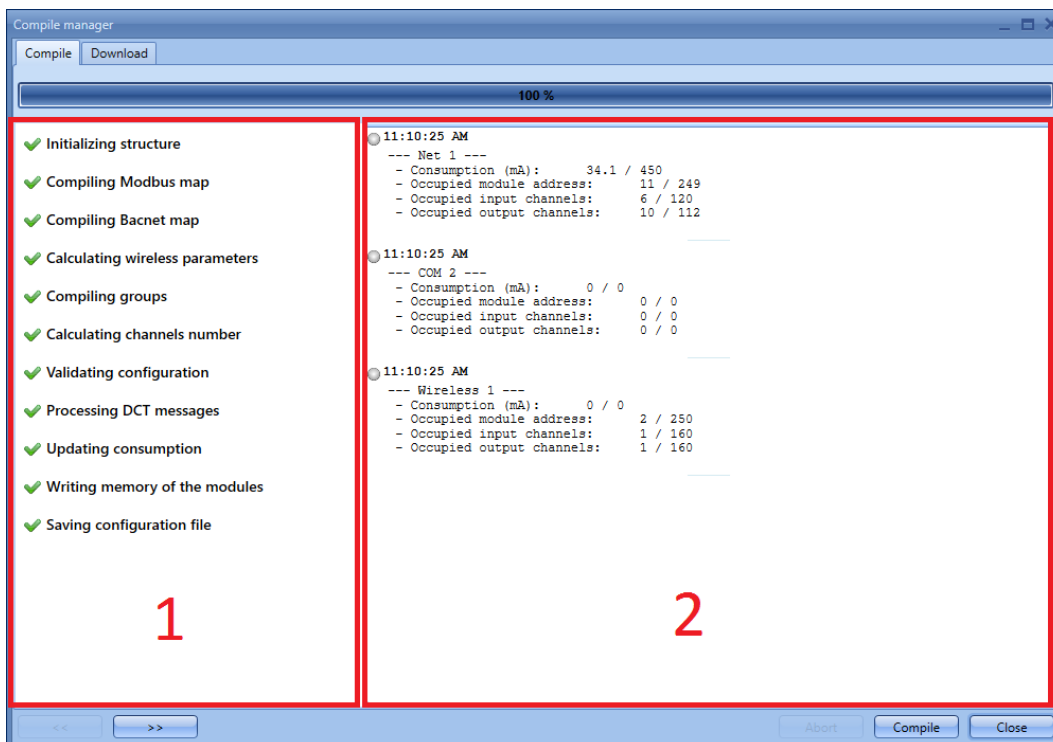 Compile manager
Compile Download
100 %
Initializing structure
Compiling Modbus map
Compiling Bacnet map
Calculating wireless parameters
Compiling groups
Calculating channels number
Validating configuration
Processing DCT messages
Updating consumption
Writing memory of the modules
Saving configuration file
1
11:10:25 AM
--- Net 1 ---
- Consumption (mA): 34.1 / 450
- Occupied module address: 11 / 249
- Occupied input channels: 6 / 120
- Occupied output channels: 10 / 112
11:10:25 AM
--- COM 2 ---
- Consumption (mA): 0 / 0
- Occupied module address: 0 / 0
- Occupied input channels: 0 / 0
- Occupied output channels: 0 / 0
11:10:25 AM
--- Wireless 1 ---
- Consumption (mA): 0 / 0
- Occupied module address: 2 / 250
- Occupied input channels: 1 / 160
- Occupied output channels: 1 / 160
2
<< >> Abort Compile Close